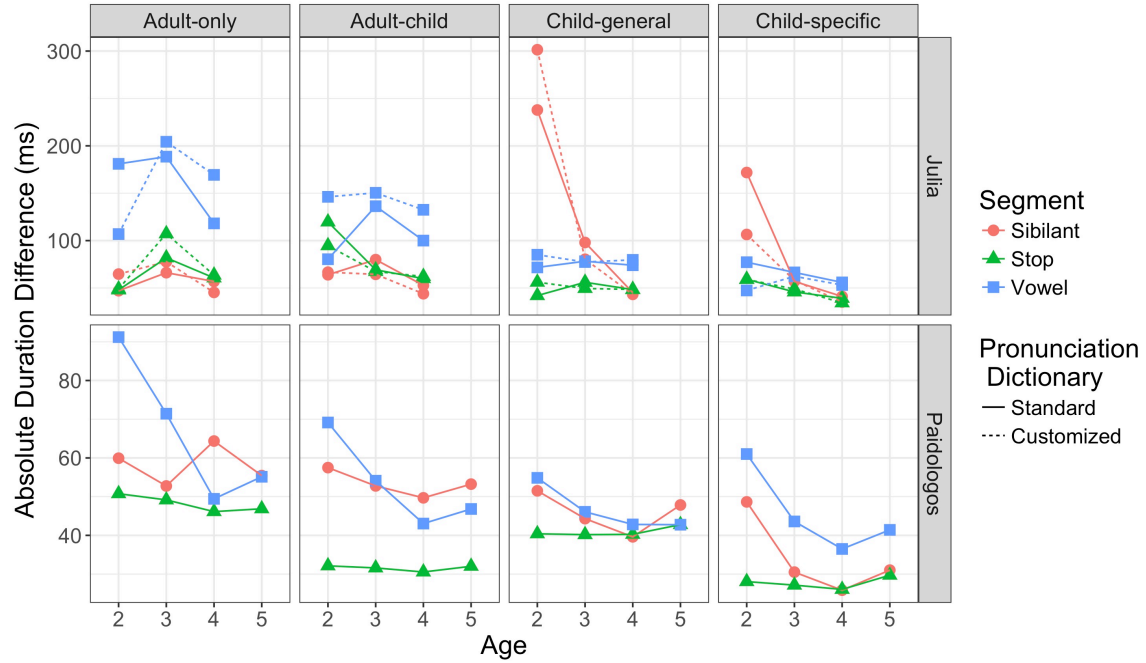 Adult-only
Adult-child
Child-general
Child-specific
Absolute Duration Difference (ms)
300
200
100
Julia
80
60
40
Paidologos
2 3 4 5
2 3 4 5
2 3 4 5
2 3 4 5
Age
Segment
Sibilant
Stop
Vowel
Pronunciation
Dictionary
Standard
Customized